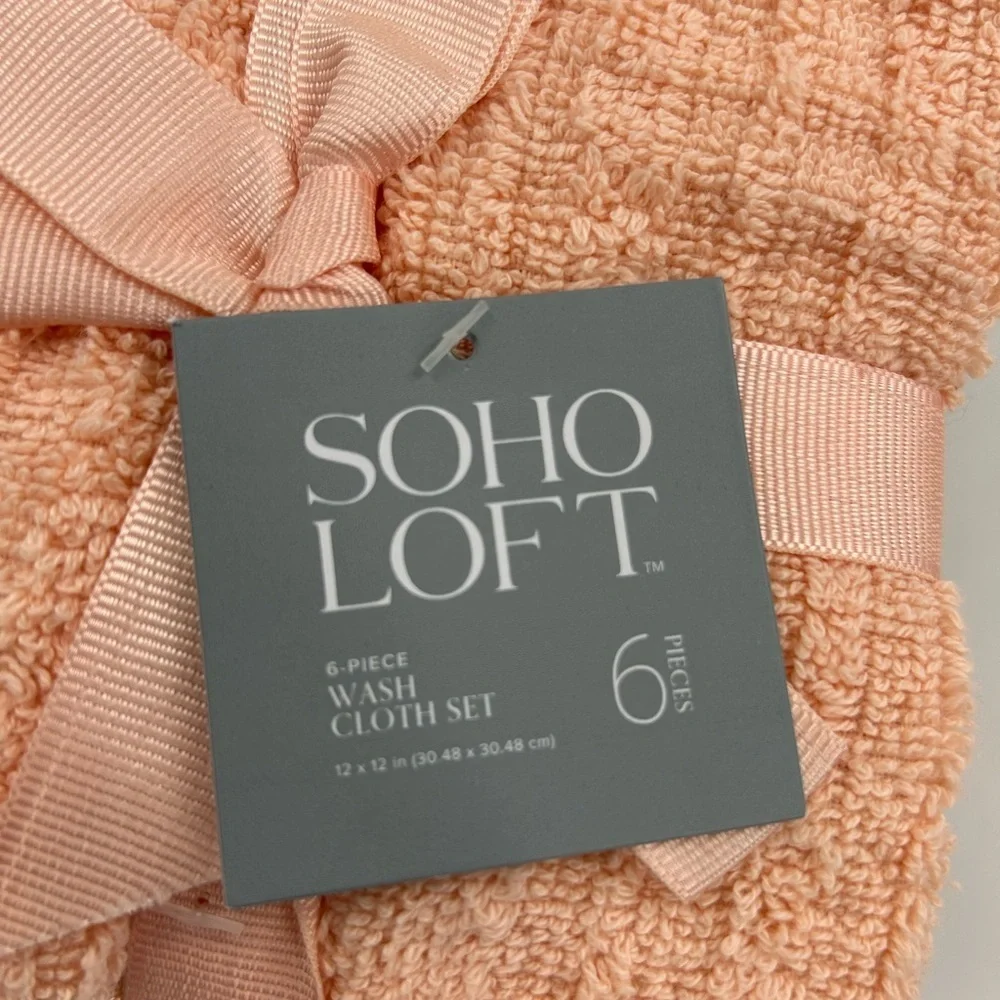 SOHO
LOFT™
6-PIECE
WASH
CLOTH SET
12 x 12 in (30.48 x 30.48 cm)
6 PIECES